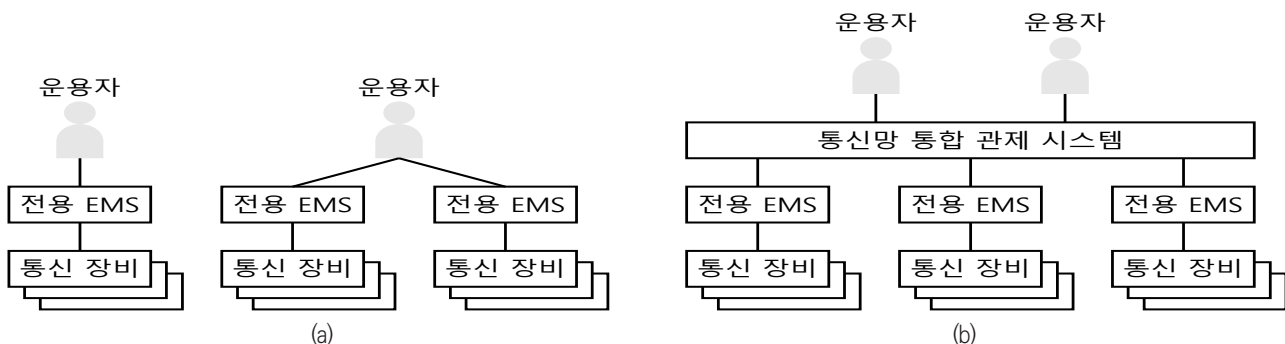 운용자
운용자
전용 EMS
전용 EMS
전용 EMS
통신 장비
통신 장비
통신 장비
(a)
운용자
운용자
통신망 통합 관제 시스템
전용 EMS
전용 EMS
전용 EMS
통신 장비
통신 장비
통신 장비
(b)